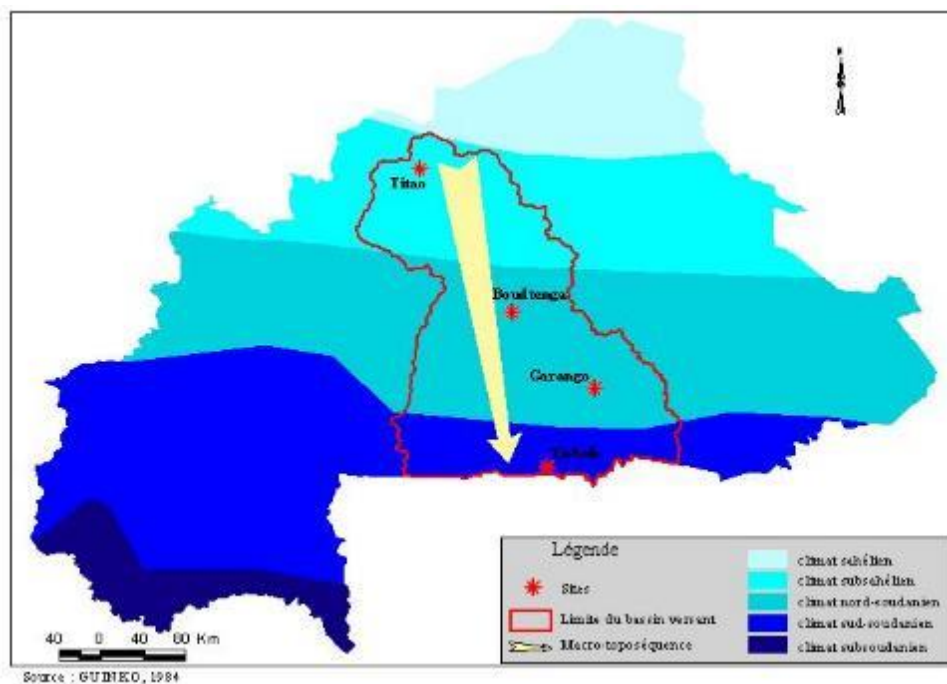 Titao
Boudtenga
Garango
Légende
Sites
Limite du bassin versant
Macro-toposéquence
climat sahélien
climat subsahélien
climat nord-soudanien
climat sud-soudanien
climat subsoudanien
40 0 40 80 Km
Source : GUINKO, 1984